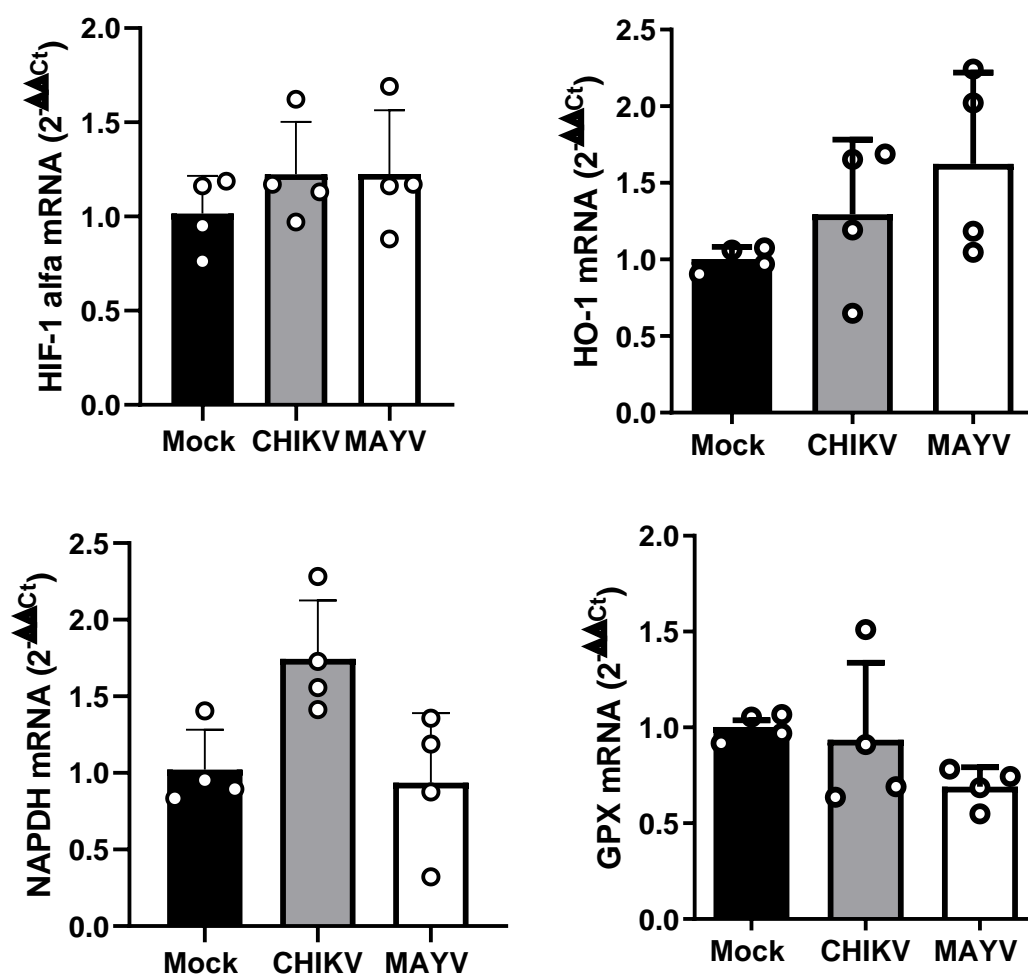 HIF-1 alfa mRNA (2-ΔΔCt)
2.0
1.5
1.0
0.5
0.0
Mock CHIKV MAYV
HO-1 mRNA (2-ΔΔCt)
2.5
2.0
1.5
1.0
0.5
0.0
Mock CHIKV MAYV
NAPDH mRNA (2-ΔΔCt)
2.5
2.0
1.5
1.0
0.5
0.0
Mock CHIKV MAYV
GPX mRNA (2-ΔΔCt)
2.0
1.5
1.0
0.5
0.0
Mock CHIKV MAYV